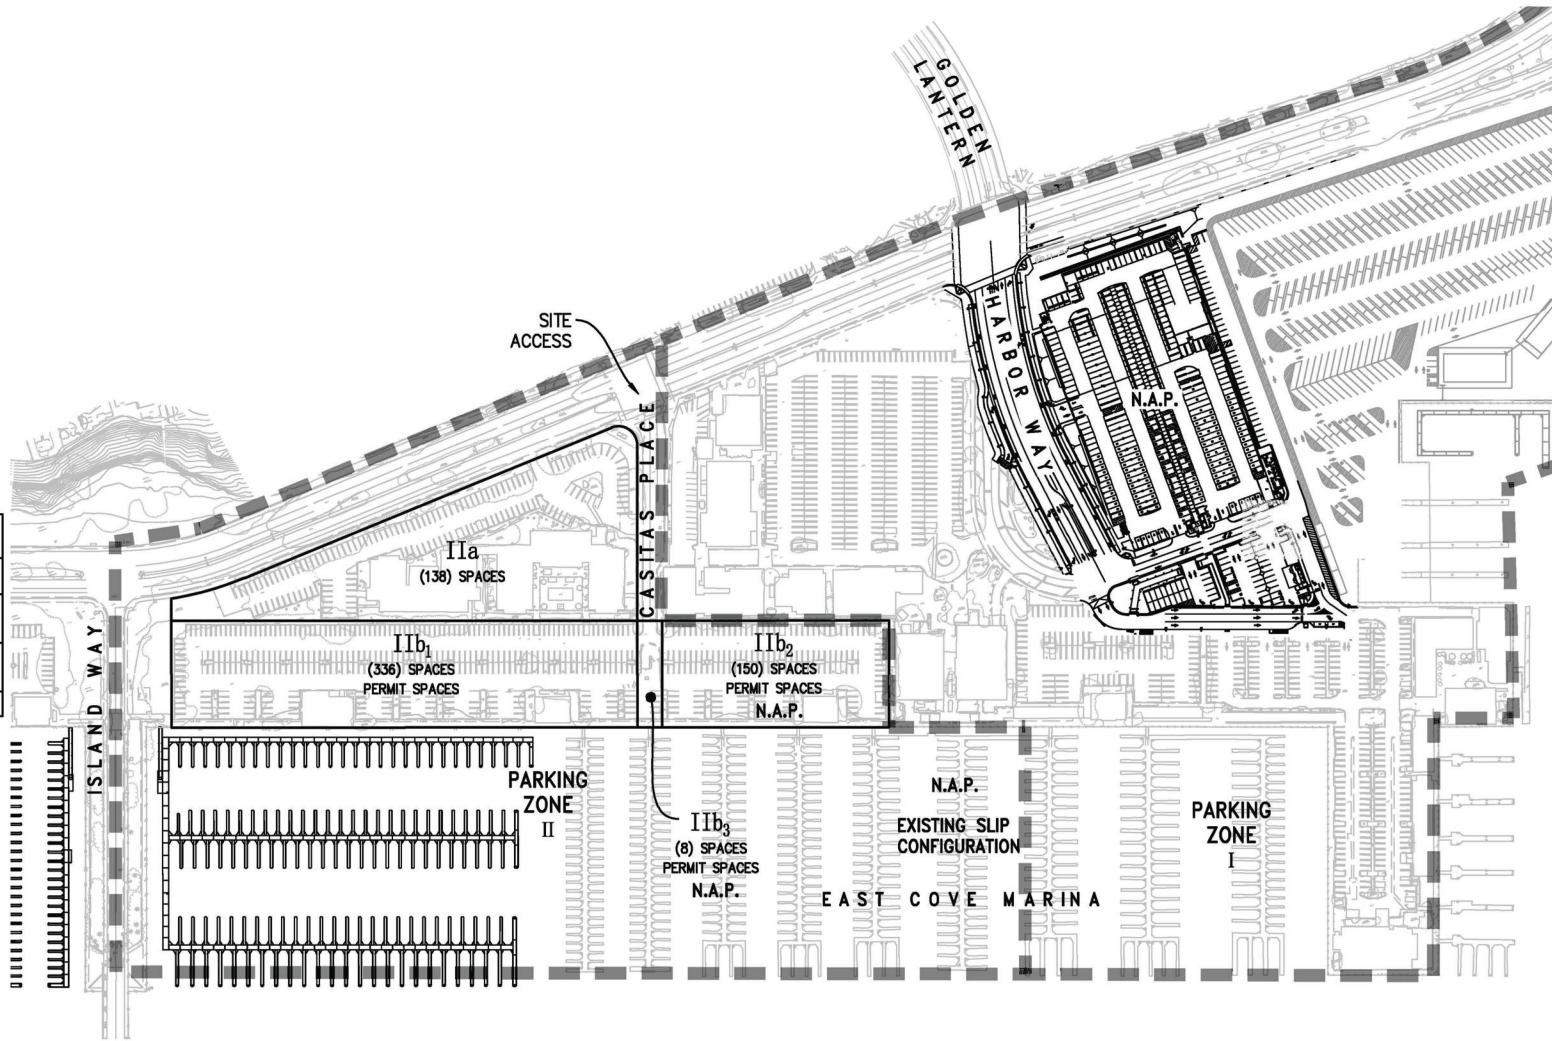 GOLDEN
LANTERN
SITE
ACCESS
HARBOR WAY
N.A.P.
CASITAS PLACE
IIa
(138) SPACES
ISLAND WAY
IIb1
(336) SPACES
PERMIT SPACES
IIb2
(150) SPACES
PERMIT SPACES
N.A.P.
PARKING
ZONE
II
IIb3
(8) SPACES
PERMIT SPACES
N.A.P.
N.A.P.
EXISTING SLIP
CONFIGURATION
PARKING
ZONE
I
EAST COVE MARINA